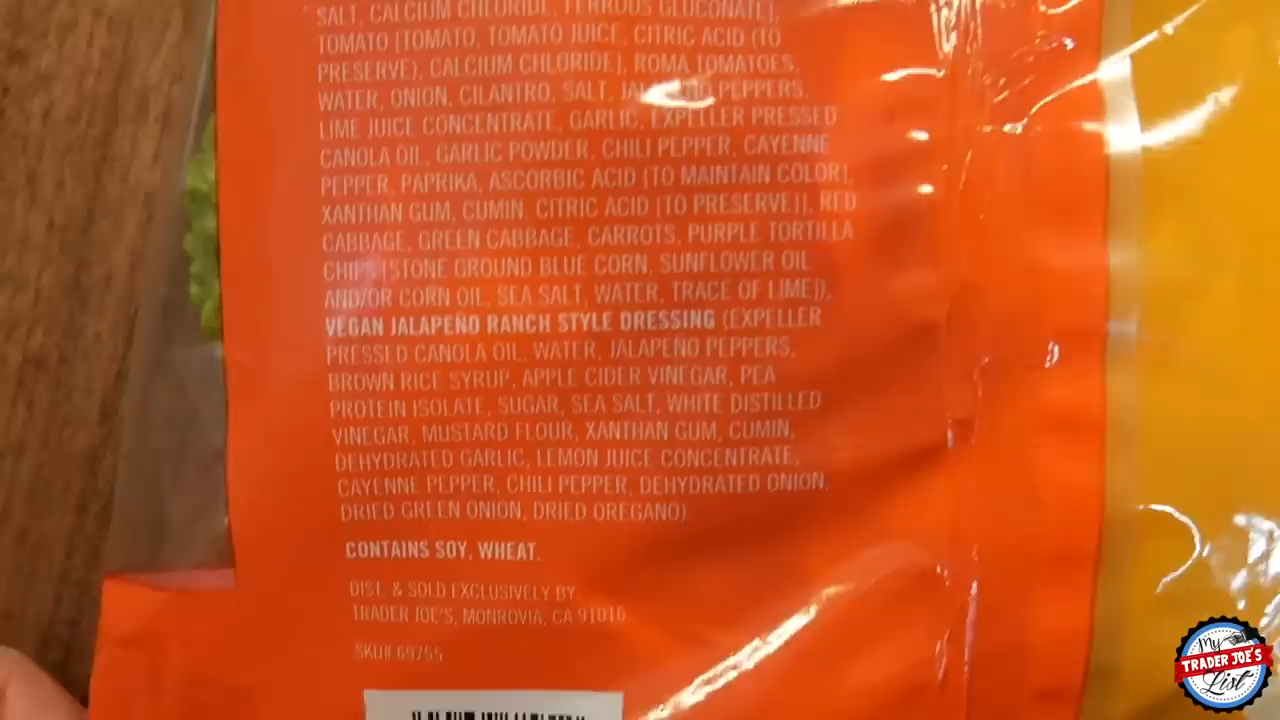 SALT, CALCIUM CHLORIDE, FERROUS GLUCONATE],
TOMATO [TOMATO, TOMATO JUICE, CITRIC ACID (TO
PRESERVE), CALCIUM CHLORIDE], ROMA TOMATOES,
WATER, ONION, CILANTRO, SALT, JALAPEÑO PEPPERS,
LIME JUICE CONCENTRATE, GARLIC, EXPELLER PRESSED
CANOLA OIL, GARLIC POWDER, CHILI PEPPER, CAYENNE
PEPPER, PAPRIKA, ASCORBIC ACID [TO MAINTAIN COLOR],
XANTHAN GUM, CUMIN, CITRIC ACID [TO PRESERVE]], RED
CABBAGE, GREEN CABBAGE, CARROTS, PURPLE TORTILLA
CHIPS [STONE GROUND BLUE CORN, SUNFLOWER OIL
AND/OR CORN OIL, SEA SALT, WATER, TRACE OF LIME]),
VEGAN JALAPEÑO RANCH STYLE DRESSING (EXPELLER
PRESSED CANOLA OIL, WATER, JALAPEÑO PEPPERS,
BROWN RICE SYRUP, APPLE CIDER VINEGAR, PEA
PROTEIN ISOLATE, SUGAR, SEA SALT, WHITE DISTILLED
VINEGAR, MUSTARD FLOUR, XANTHAN GUM, CUMIN,
DEHYDRATED GARLIC, LEMON JUICE CONCENTRATE,
CAYENNE PEPPER, CHILI PEPPER, DEHYDRATED ONION,
DRIED GREEN ONION, DRIED OREGANO).
CONTAINS SOY, WHEAT.
DIST. & SOLD EXCLUSIVELY BY:
TRADER JOE'S, MONROVIA, CA 91016
SKU# 69755
My
TRADER JOE'S
List